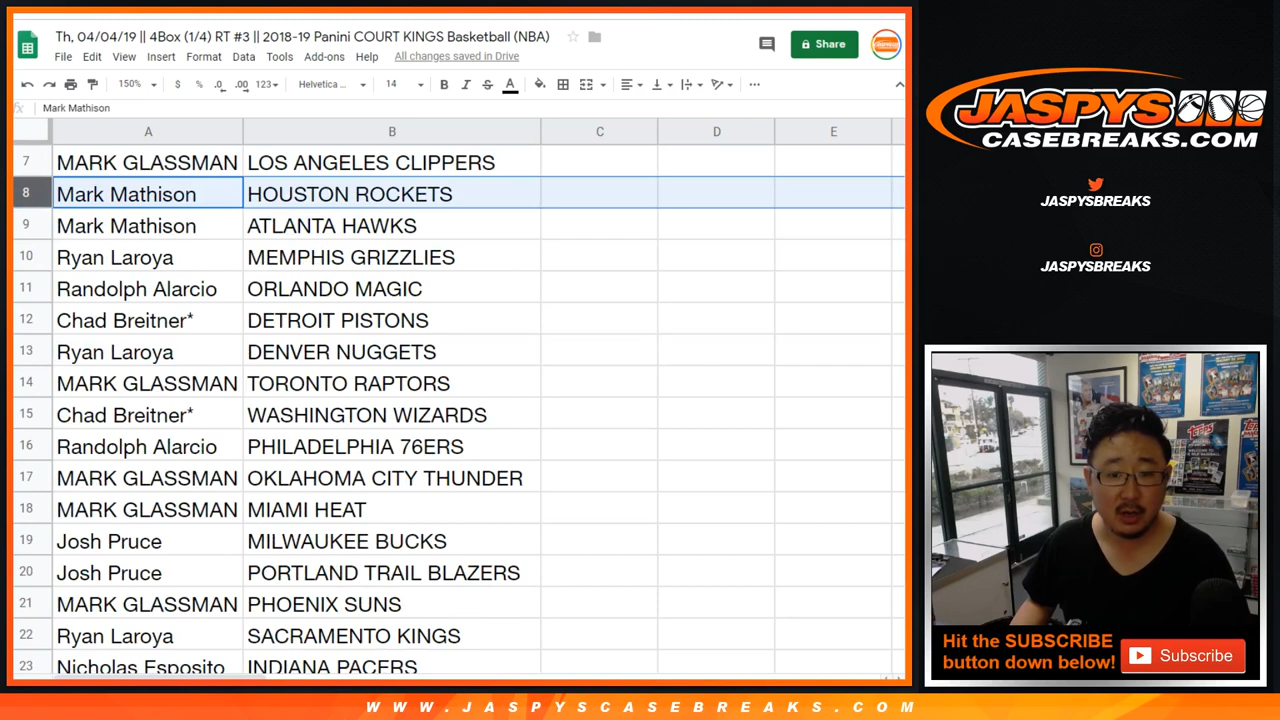 Th, 04/04/19 || 4Box (1/4) RT #3 || 2018-19 Panini COURT KINGS Basketball (NBA)
File Edit View Insert Format Data Tools Add-ons Help All changes saved in Drive
Share
150% $ % .0 .00 123 Helvetica ... 14 B I S A
fx Mark Mathison
A B C D E
7 MARK GLASSMAN LOS ANGELES CLIPPERS
8 Mark Mathison HOUSTON ROCKETS
9 Mark Mathison ATLANTA HAWKS
10 Ryan Laroya MEMPHIS GRIZZLIES
11 Randolph Alarcio ORLANDO MAGIC
12 Chad Breitner* DETROIT PISTONS
13 Ryan Laroya DENVER NUGGETS
14 MARK GLASSMAN TORONTO RAPTORS
15 Chad Breitner* WASHINGTON WIZARDS
16 Randolph Alarcio PHILADELPHIA 76ERS
17 MARK GLASSMAN OKLAHOMA CITY THUNDER
18 MARK GLASSMAN MIAMI HEAT
19 Josh Pruce MILWAUKEE BUCKS
20 Josh Pruce PORTLAND TRAIL BLAZERS
21 MARK GLASSMAN PHOENIX SUNS
22 Ryan Laroya SACRAMENTO KINGS
23 Nicholas Esposito INDIANA PACERS
JASPYS
CASEBREAKS.COM
JASPYSBREAKS
JASPYSBREAKS
Topps
Hit the SUBSCRIBE
button down below!
Subscribe
WWW.JASPYSCASEBREAKS.COM